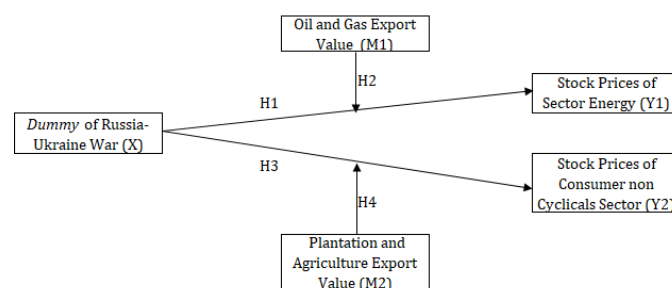 Oil and Gas Export
Value (M1)
H2
H1
Stock Prices of
Sector Energy (Y1)
Dummy of Russia-
Ukraine War (X)
H3
Stock Prices of
Consumer non
Cyclicals Sector (Y2)
H4
Plantation and
Agriculture Export
Value (M2)